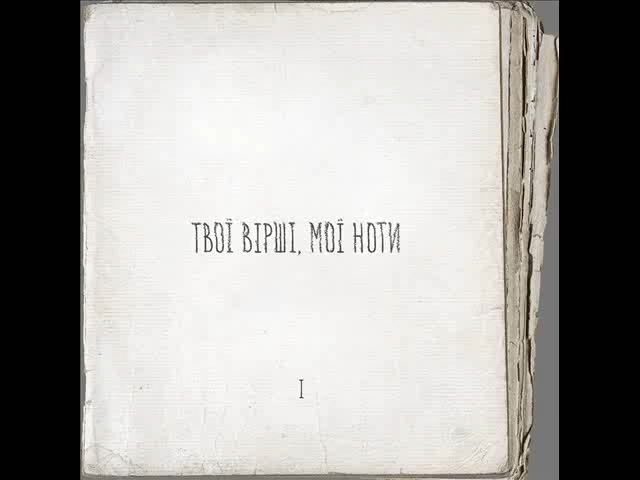 ТВОЇ ВІРШІ, МОЇ НОТИ
І